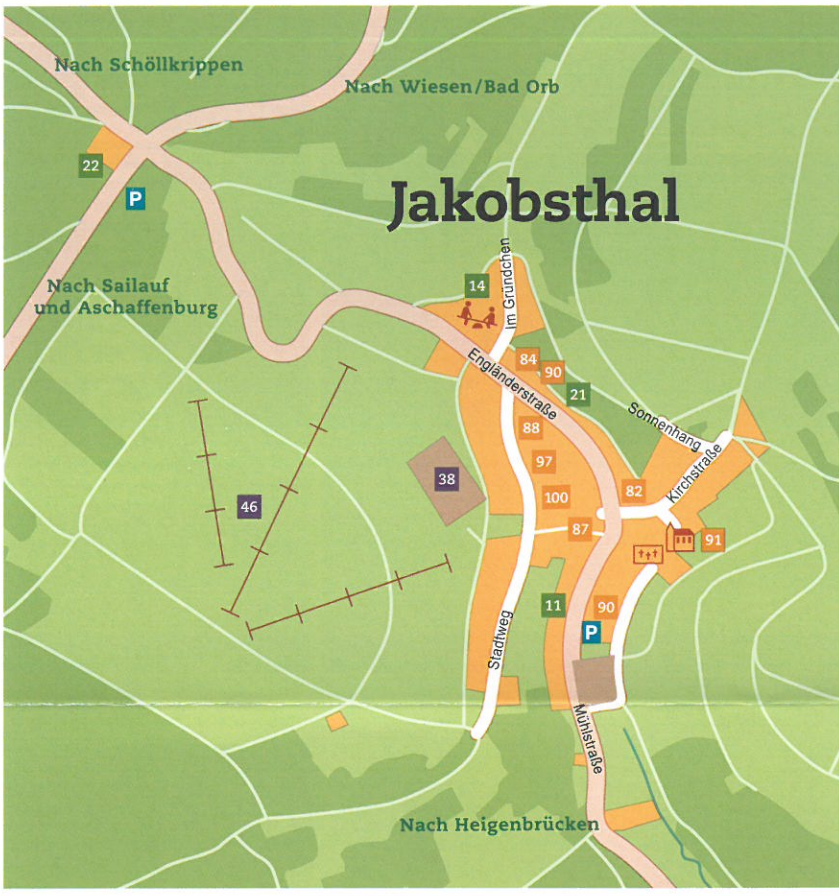 Nach Schöllkrippen
Nach Wiesen/Bad Orb
22
P
Jakobsthal
Nach Sailauf
und Aschaffenburg
14
Im Gründchen
Engländerstraße
84
90
21
88
Sonnenhang
Kirchstraße
97
38
46
100
82
87
91
11
90
P
Stadtweg
Mühlstraße
Nach Heigenbrücken